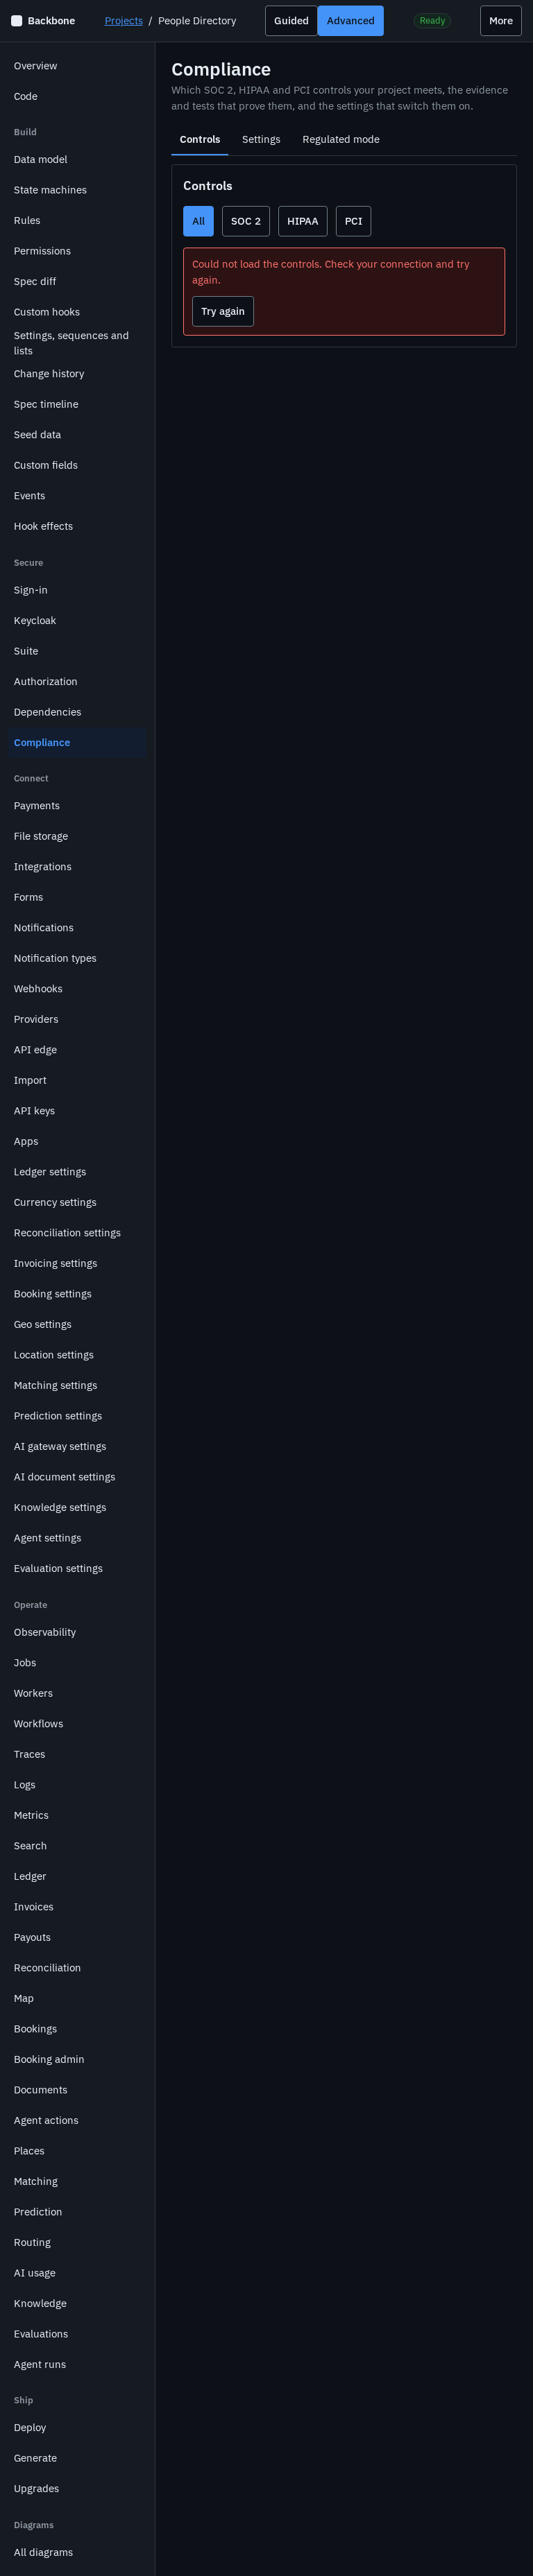 Backbone
Projects / People Directory
Guided
Advanced
Ready
More
Overview
Code
Build
Data model
State machines
Rules
Permissions
Spec diff
Custom hooks
Settings, sequences and
lists
Change history
Spec timeline
Seed data
Custom fields
Events
Hook effects
Secure
Sign-in
Keycloak
Suite
Authorization
Dependencies
Compliance
Connect
Payments
File storage
Integrations
Forms
Notifications
Notification types
Webhooks
Providers
API edge
Import
API keys
Apps
Ledger settings
Currency settings
Reconciliation settings
Invoicing settings
Booking settings
Geo settings
Location settings
Matching settings
Prediction settings
AI gateway settings
AI document settings
Knowledge settings
Agent settings
Evaluation settings
Operate
Observability
Jobs
Workers
Workflows
Traces
Logs
Metrics
Search
Ledger
Invoices
Payouts
Reconciliation
Map
Bookings
Booking admin
Documents
Agent actions
Places
Matching
Prediction
Routing
AI usage
Knowledge
Evaluations
Agent runs
Ship
Deploy
Generate
Upgrades
Diagrams
All diagrams
Compliance
Which SOC 2, HIPAA and PCI controls your project meets, the evidence
and tests that prove them, and the settings that switch them on.
Controls
Settings
Regulated mode
Controls
All
SOC 2
HIPAA
PCI
Could not load the controls. Check your connection and try
again.
Try again